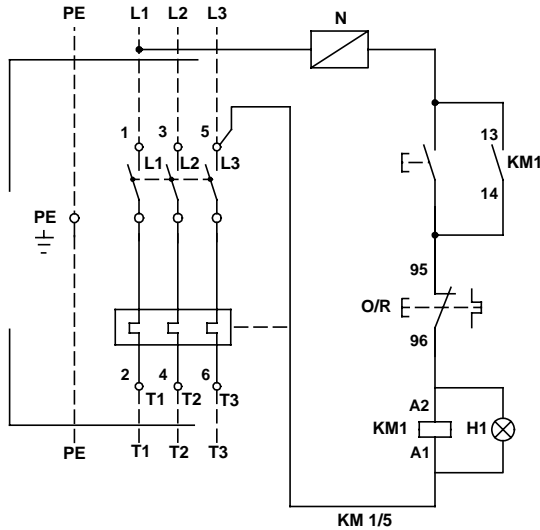 PE L1 L2 L3
N
1 3 5
L1 L2 L3
13
KM1
14
PE
95
O/R
96
2 4 6
T1 T2 T3
A2
KM1 H1
A1
PE T1 T2 T3
KM 1/5